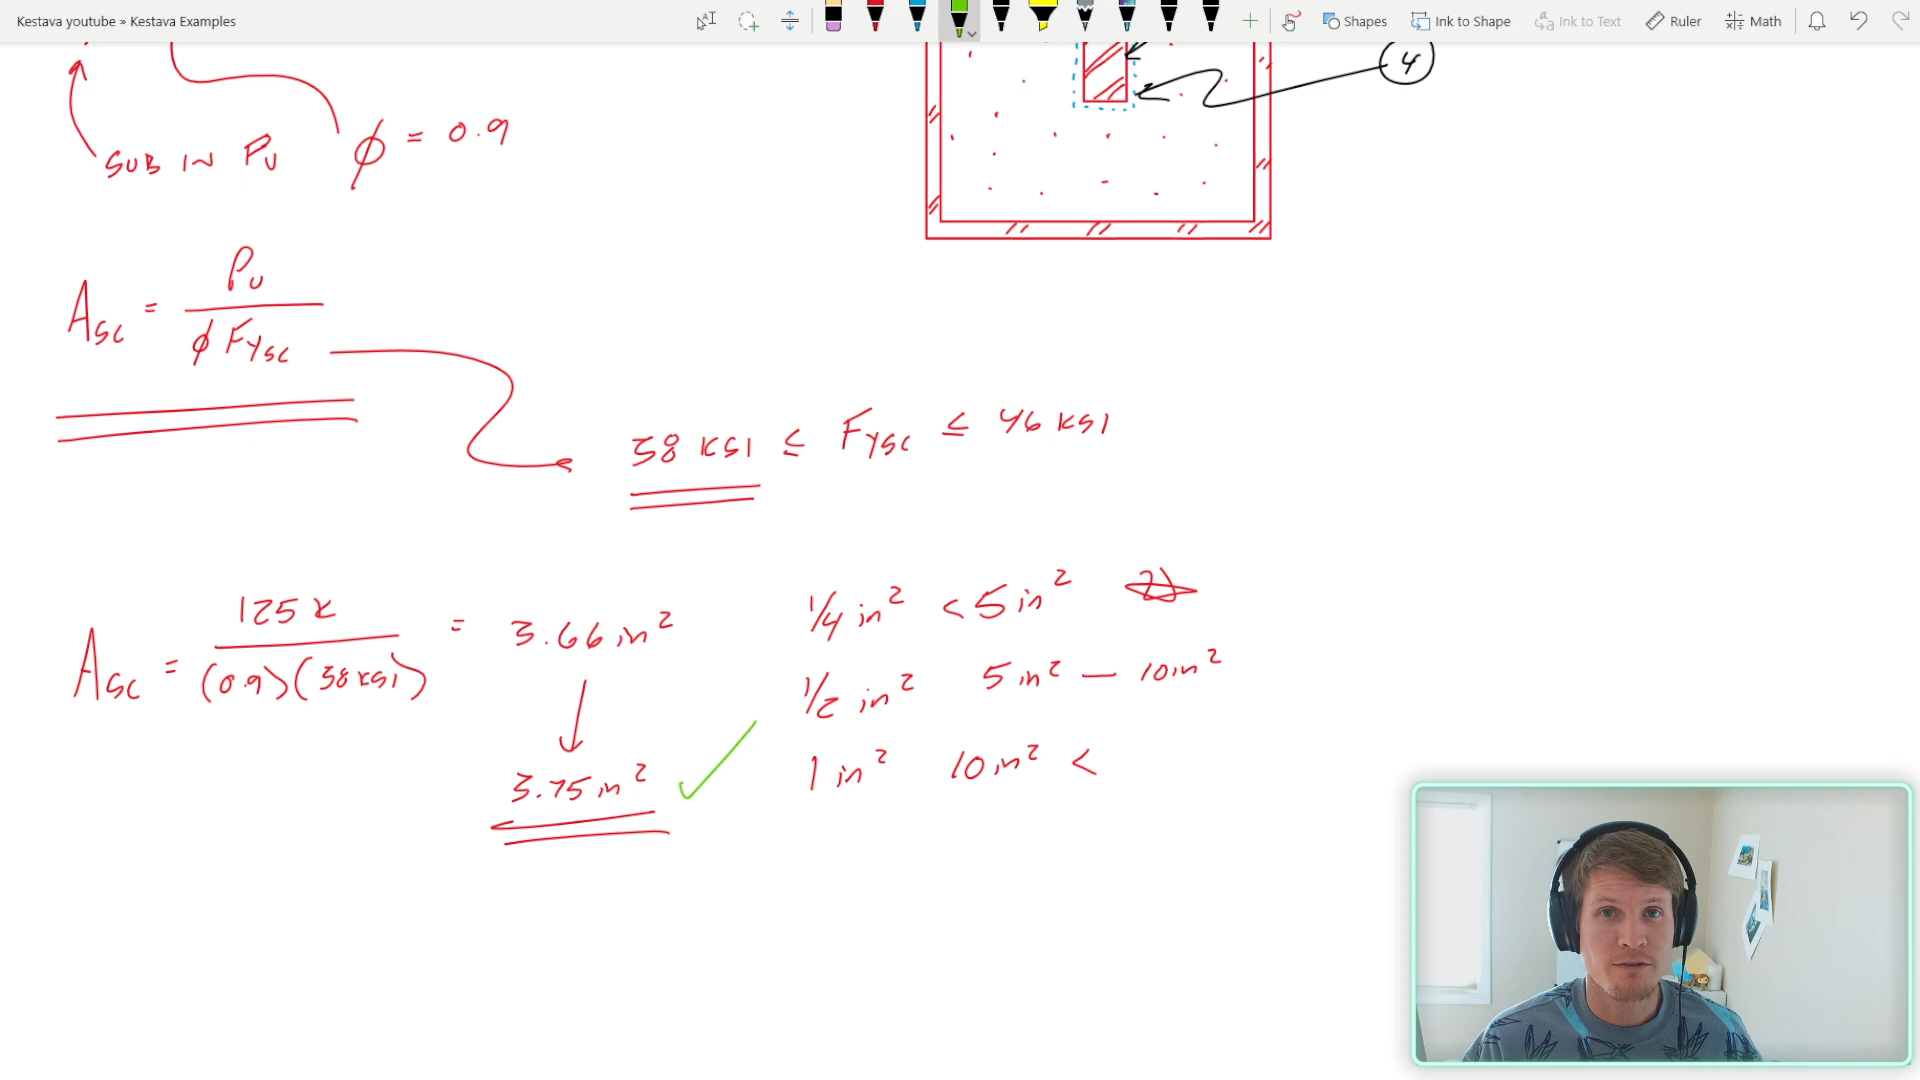 Kestava youtube » Kestava Examples
Shapes
Ink to Shape
Ink to Text
Ruler
Math
4
SUB IN Pu
ϕ = 0.9
Asc = Pu / ϕ Fysc
38 ksi ≤ Fysc ≤ 46 ksi
Asc = 125 k / (0.9)(38 ksi) = 3.66 in²
3.75 in² ✓
1/4 in² < 5 in²
1/2 in² 5 in² — 10 in²
1 in² 10 in² <